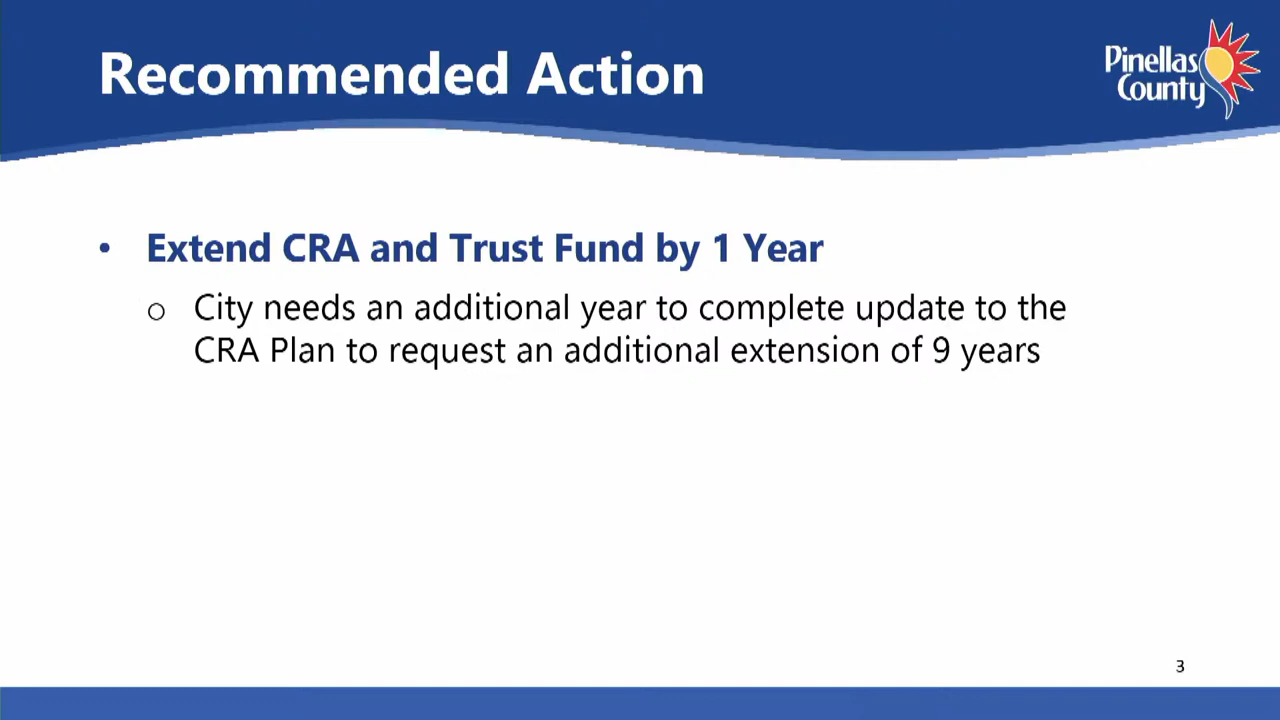 Recommended Action
Pinellas
County
• Extend CRA and Trust Fund by 1 Year
o City needs an additional year to complete update to the
CRA Plan to request an additional extension of 9 years
3